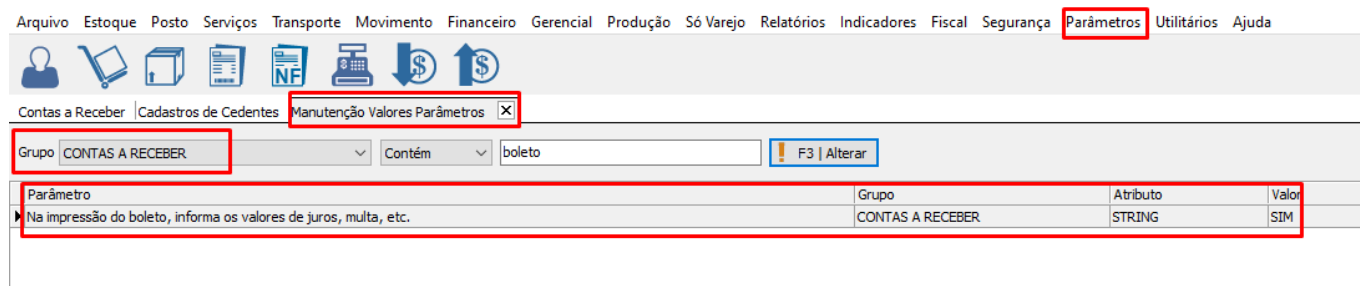 Arquivo Estoque Posto Serviços Transporte Movimento Financeiro Gerencial Produção Só Varejo Relatórios Indicadores Fiscal Segurança Parâmetros Utilitários Ajuda
$ NF $ $ $
Contas a Receber Cadastros de Cedentes Manutenção Valores Parâmetros X
Grupo CONTAS A RECEBER Contém boleto ! F3 | Alterar
Parâmetro Grupo Atributo Valor
Na impressão do boleto, informa os valores de juros, multa, etc. CONTAS A RECEBER STRING SIM